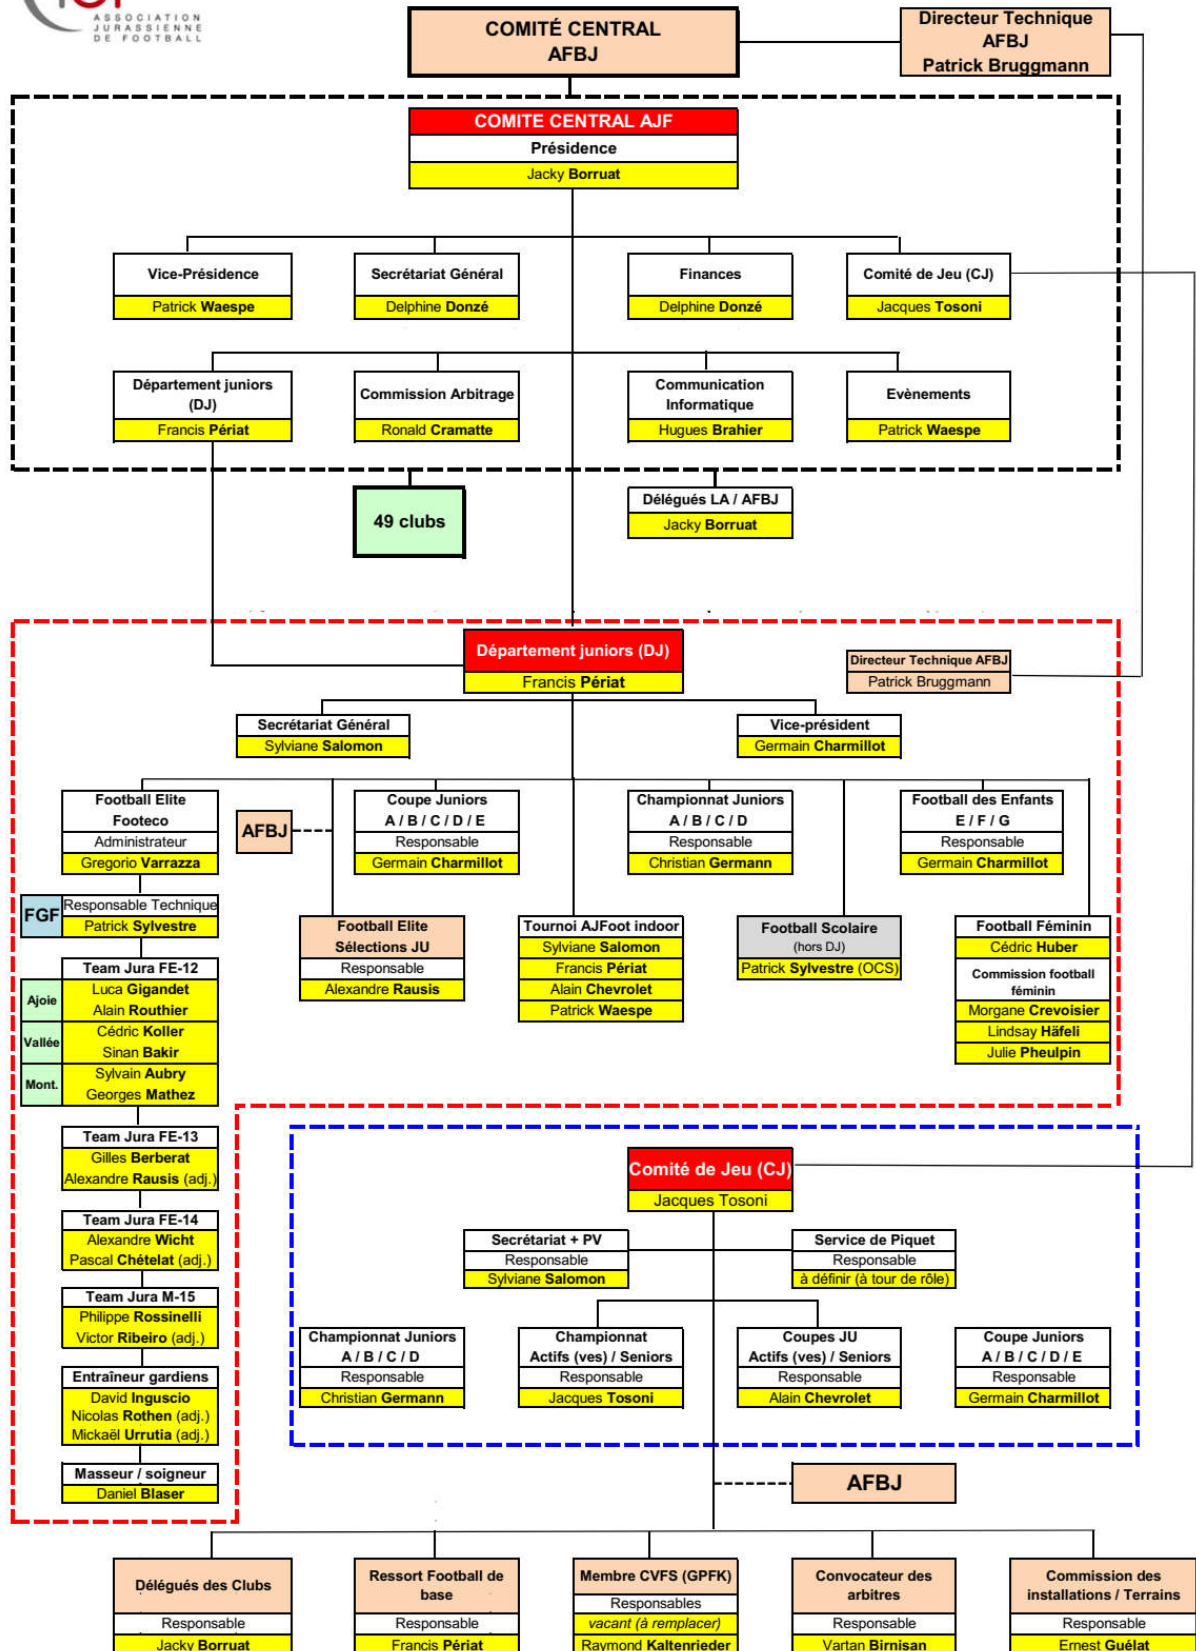 ASSOCIATION
JURASSIENNE
DE FOOTBALL
COMITÉ CENTRAL
AFBJ
Directeur Technique
AFBJ
Patrick Bruggmann
COMITE CENTRAL AJF
Présidence
Jacky Borruat
Vice-Présidence
Patrick Waespe
Secrétariat Général
Delphine Donzé
Finances
Delphine Donzé
Comité de Jeu (CJ)
Jacques Tosoni
Département juniors
(DJ)
Francis Périat
Commission Arbitrage
Ronald Cramatte
Communication
Informatique
Hugues Brahier
Evènements
Patrick Waespe
49 clubs
Délégués LA / AFBJ
Jacky Borruat
Département juniors (DJ)
Francis Périat
Directeur Technique AFBJ
Patrick Bruggmann
Secrétariat Général
Sylviane Salomon
Vice-président
Germain Charmillot
Football Elite
Footeco
Administrateur
Gregorio Varrazza
AFBJ
Coupe Juniors
A / B / C / D / E
Responsable
Germain Charmillot
Championnat Juniors
A / B / C / D
Responsable
Christian Germann
Football des Enfants
E / F / G
Responsable
Germain Charmillot
FGF
Responsable Technique
Patrick Sylvestre
Football Elite
Sélections JU
Responsable
Alexandre Rausis
Tournoi AJFoot indoor
Sylviane Salomon
Francis Périat
Alain Chevrolet
Patrick Waespe
Football Scolaire
(hors DJ)
Patrick Sylvestre (OCS)
Football Féminin
Cédric Huber
Commission football
féminin
Morgane Crevoisier
Lindsay Häfeli
Julie Pheulpin
Team Jura FE-12
Ajoie
Luca Gigandet
Alain Routhier
Vallée
Cédric Koller
Sinan Bakir
Mont.
Sylvain Aubry
Georges Mathez
Team Jura FE-13
Gilles Berberat
Alexandre Rausis (adj.)
Team Jura FE-14
Alexandre Wicht
Pascal Chételat (adj.)
Team Jura M-15
Philippe Rossinelli
Victor Ribeiro (adj.)
Entraîneur gardiens
David Inguscio
Nicolas Rothen (adj.)
Mickaël Urrutia (adj.)
Masseur / soigneur
Daniel Blaser
Comité de Jeu (CJ)
Jacques Tosoni
Secrétariat + PV
Responsable
Sylviane Salomon
Service de Piquet
Responsable
à définir (à tour de rôle)
Championnat Juniors
A / B / C / D
Responsable
Christian Germann
Championnat
Actifs (ves) / Seniors
Responsable
Jacques Tosoni
Coupes JU
Actifs (ves) / Seniors
Responsable
Alain Chevrolet
Coupe Juniors
A / B / C / D / E
Responsable
Germain Charmillot
AFBJ
Délégués des Clubs
Responsable
Jacky Borruat
Ressort Football de
base
Responsable
Francis Périat
Membre CVFS (GPFK)
Responsables
vacant (à remplacer)
Raymond Kaltenrieder
Convocateur des
arbitres
Responsable
Vartan Birnisan
Commission des
installations / Terrains
Responsable
Ernest Guélat